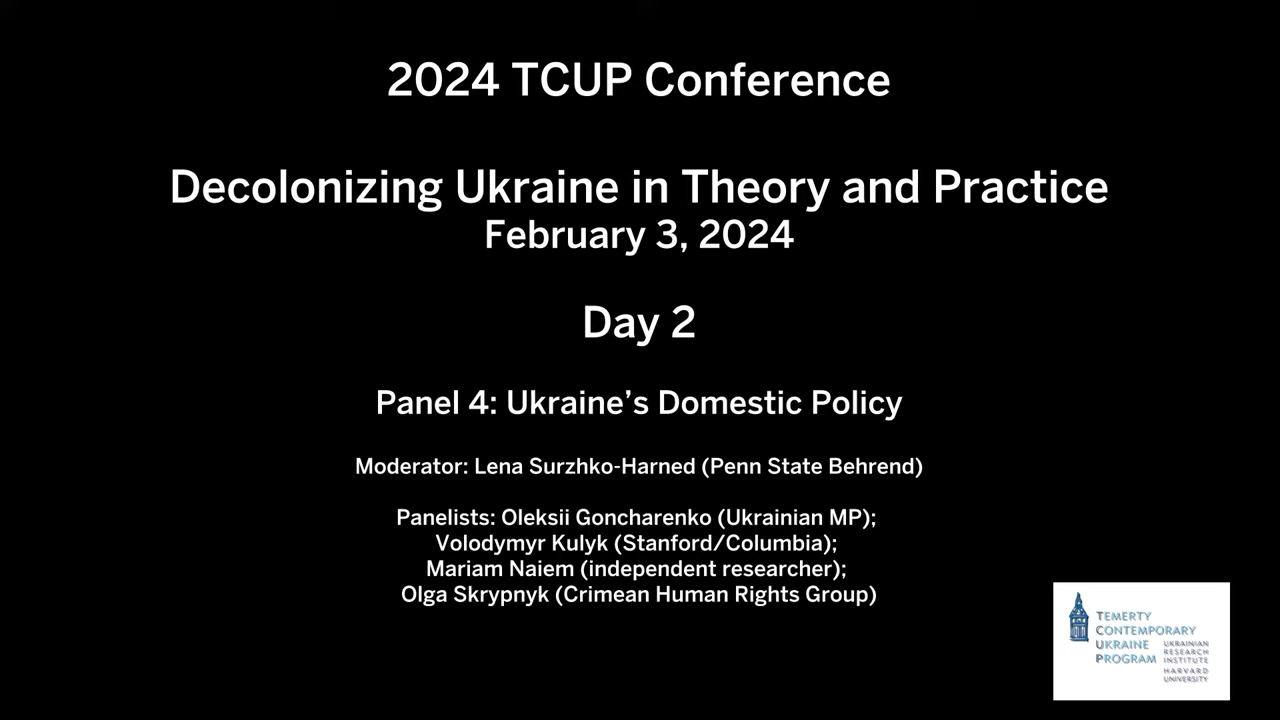 2024 TCUP Conference
Decolonizing Ukraine in Theory and Practice
February 3, 2024
Day 2
Panel 4: Ukraine’s Domestic Policy
Moderator: Lena Surzhko-Harned (Penn State Behrend)
Panelists: Oleksii Goncharenko (Ukrainian MP);
Volodymyr Kulyk (Stanford/Columbia);
Mariam Naiem (independent researcher);
Olga Skrypnyk (Crimean Human Rights Group)
TEMERTY
CONTEMPORARY
UKRAINE
PROGRAM
UKRAINIAN
RESEARCH
INSTITUTE
HARVARD
UNIVERSITY